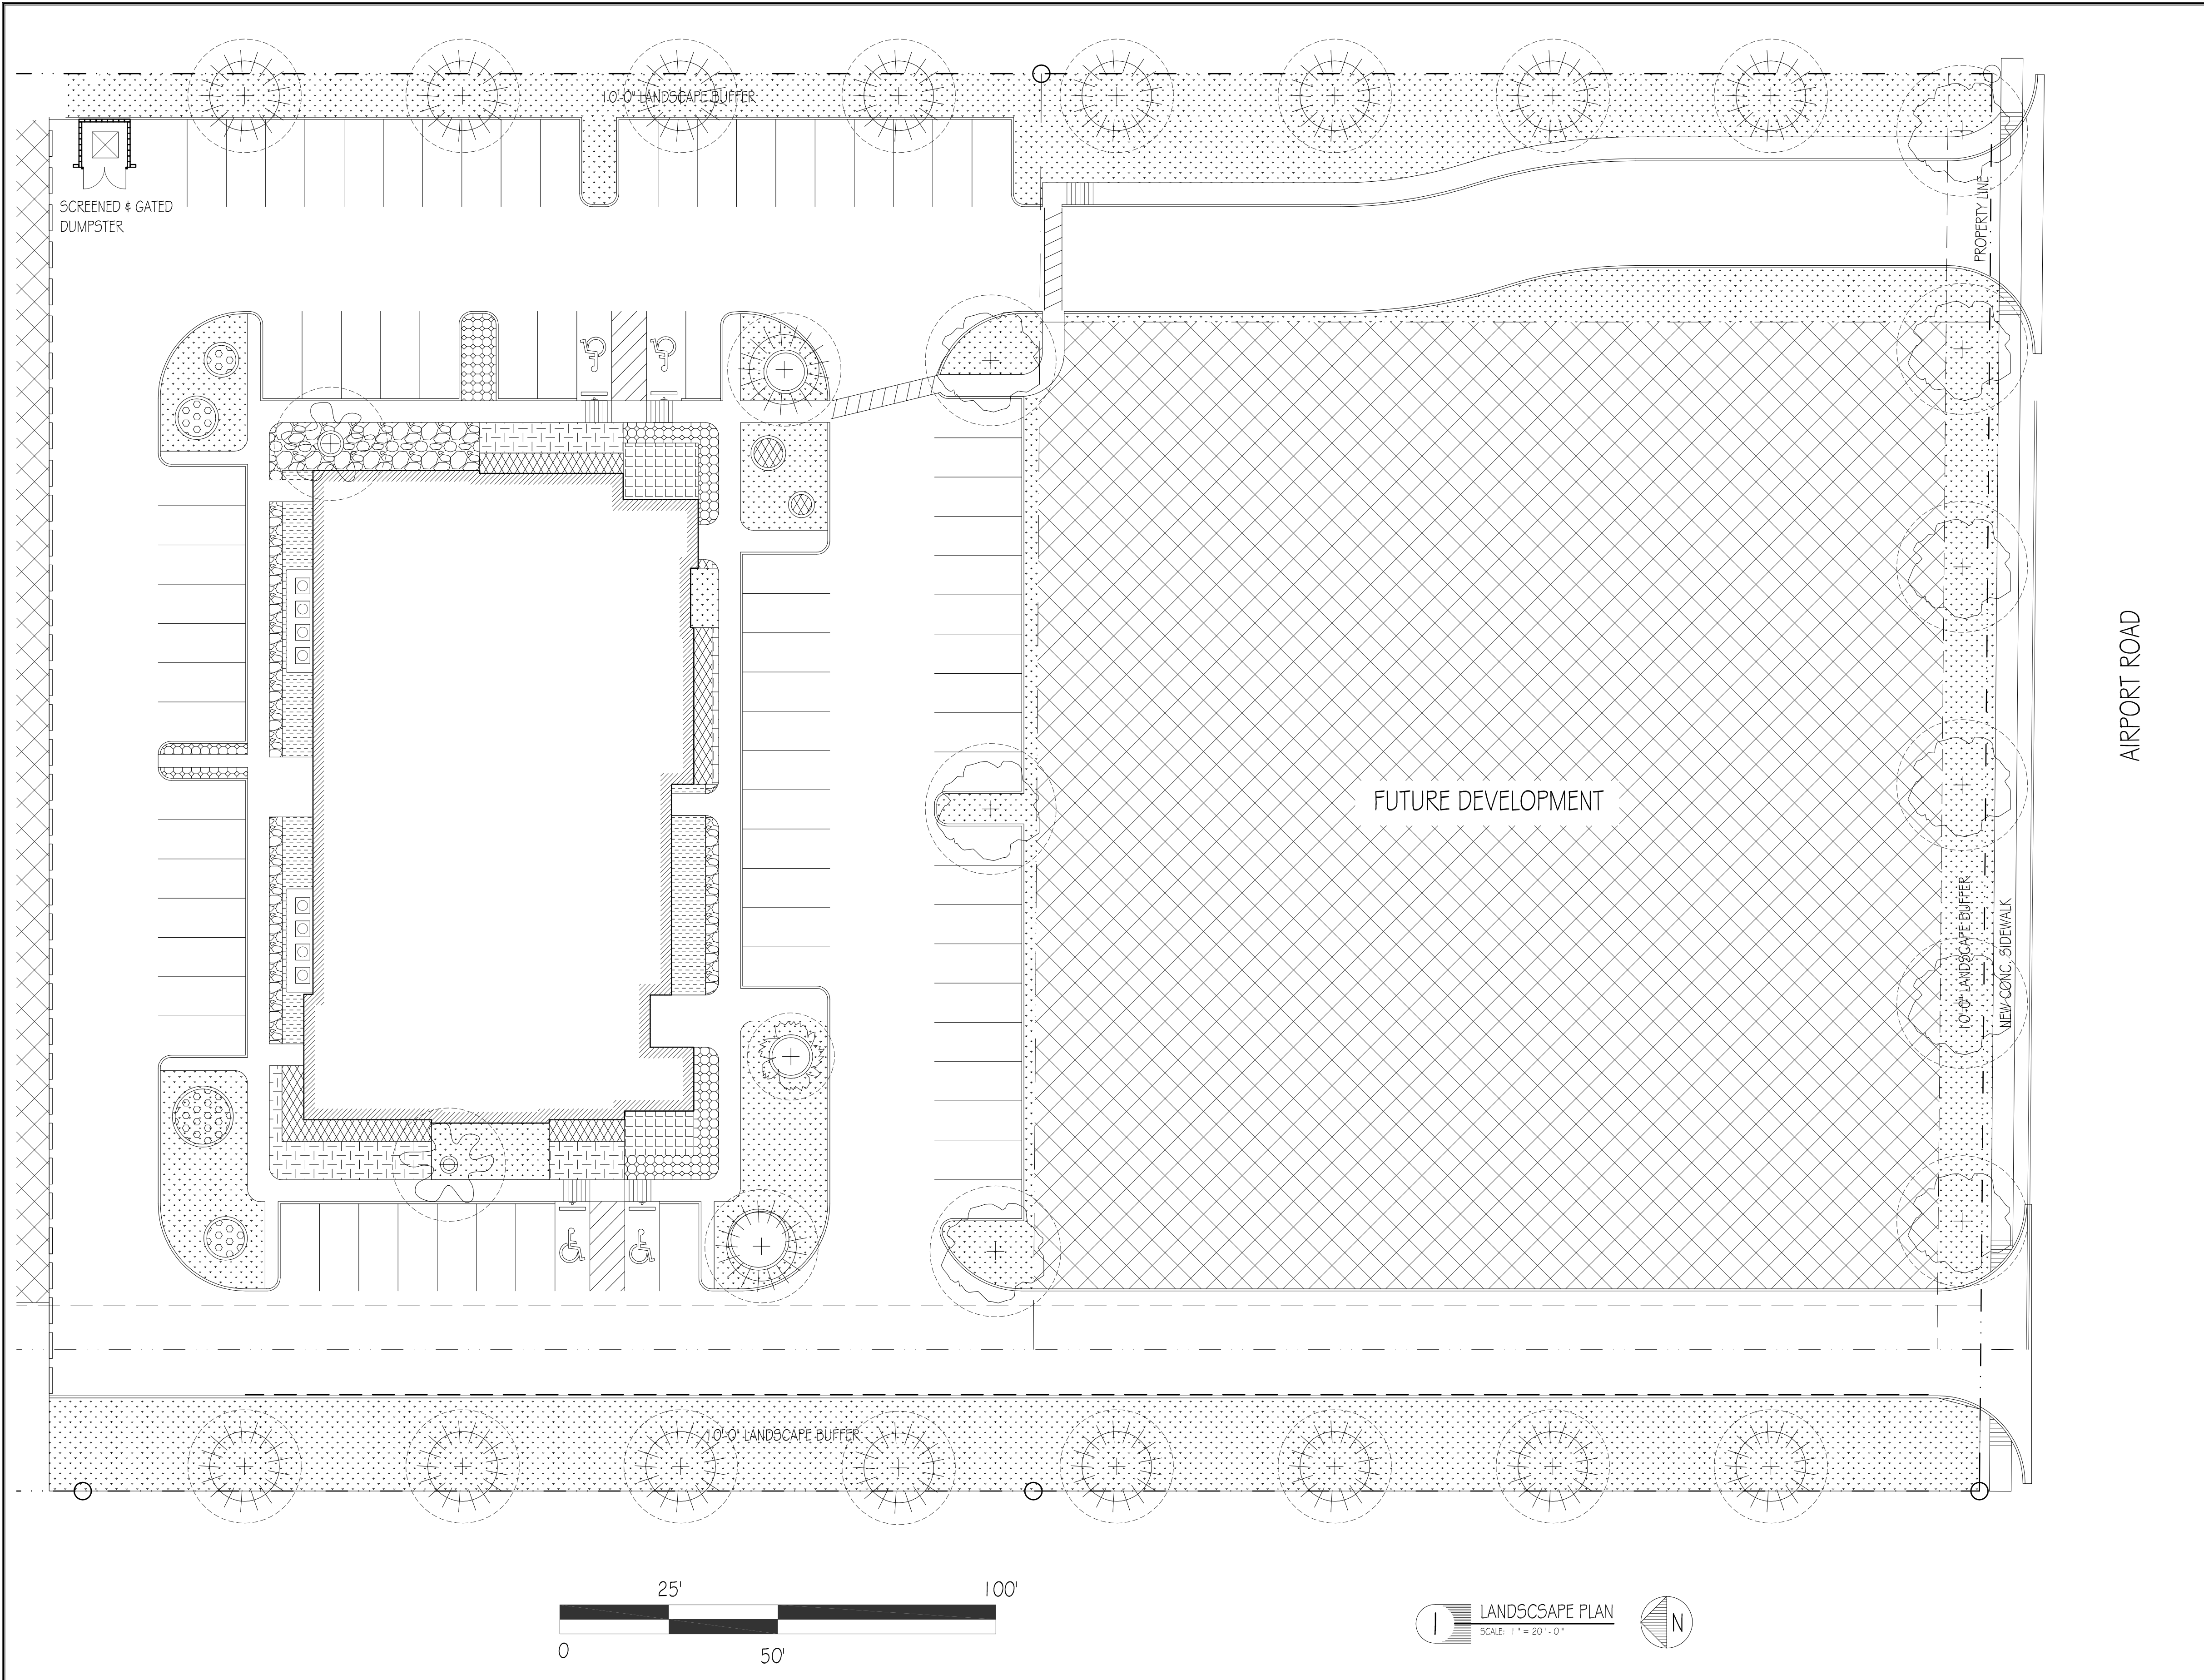 10'-0" LANDSCAPE BUFFER
SCREENED & GATED
DUMPSTER
PROPERTY LINE
AIRPORT ROAD
FUTURE DEVELOPMENT
10'-0" LANDSCAPE BUFFER
NEW CONC. SIDEWALK
10'-0" LANDSCAPE BUFFER
25'
100'
0
50'
1
LANDSCSAPE PLAN
SCALE: 1" = 20'-0"
N